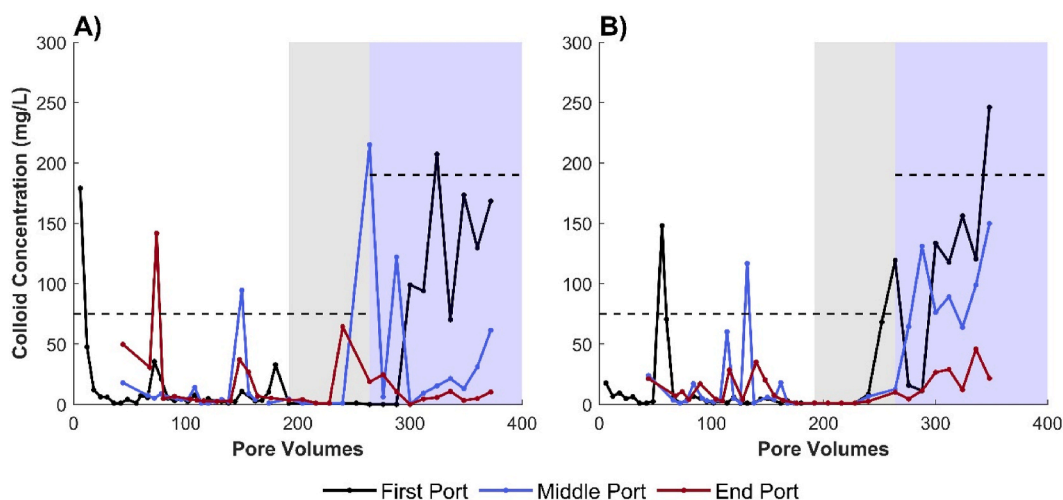 A)
B)
300
250
200
150
100
50
0
0 100 200 300 400
Colloid Concentration (mg/L)
Pore Volumes
300
250
200
150
100
50
0
0 100 200 300 400
Pore Volumes
First Port Middle Port End Port